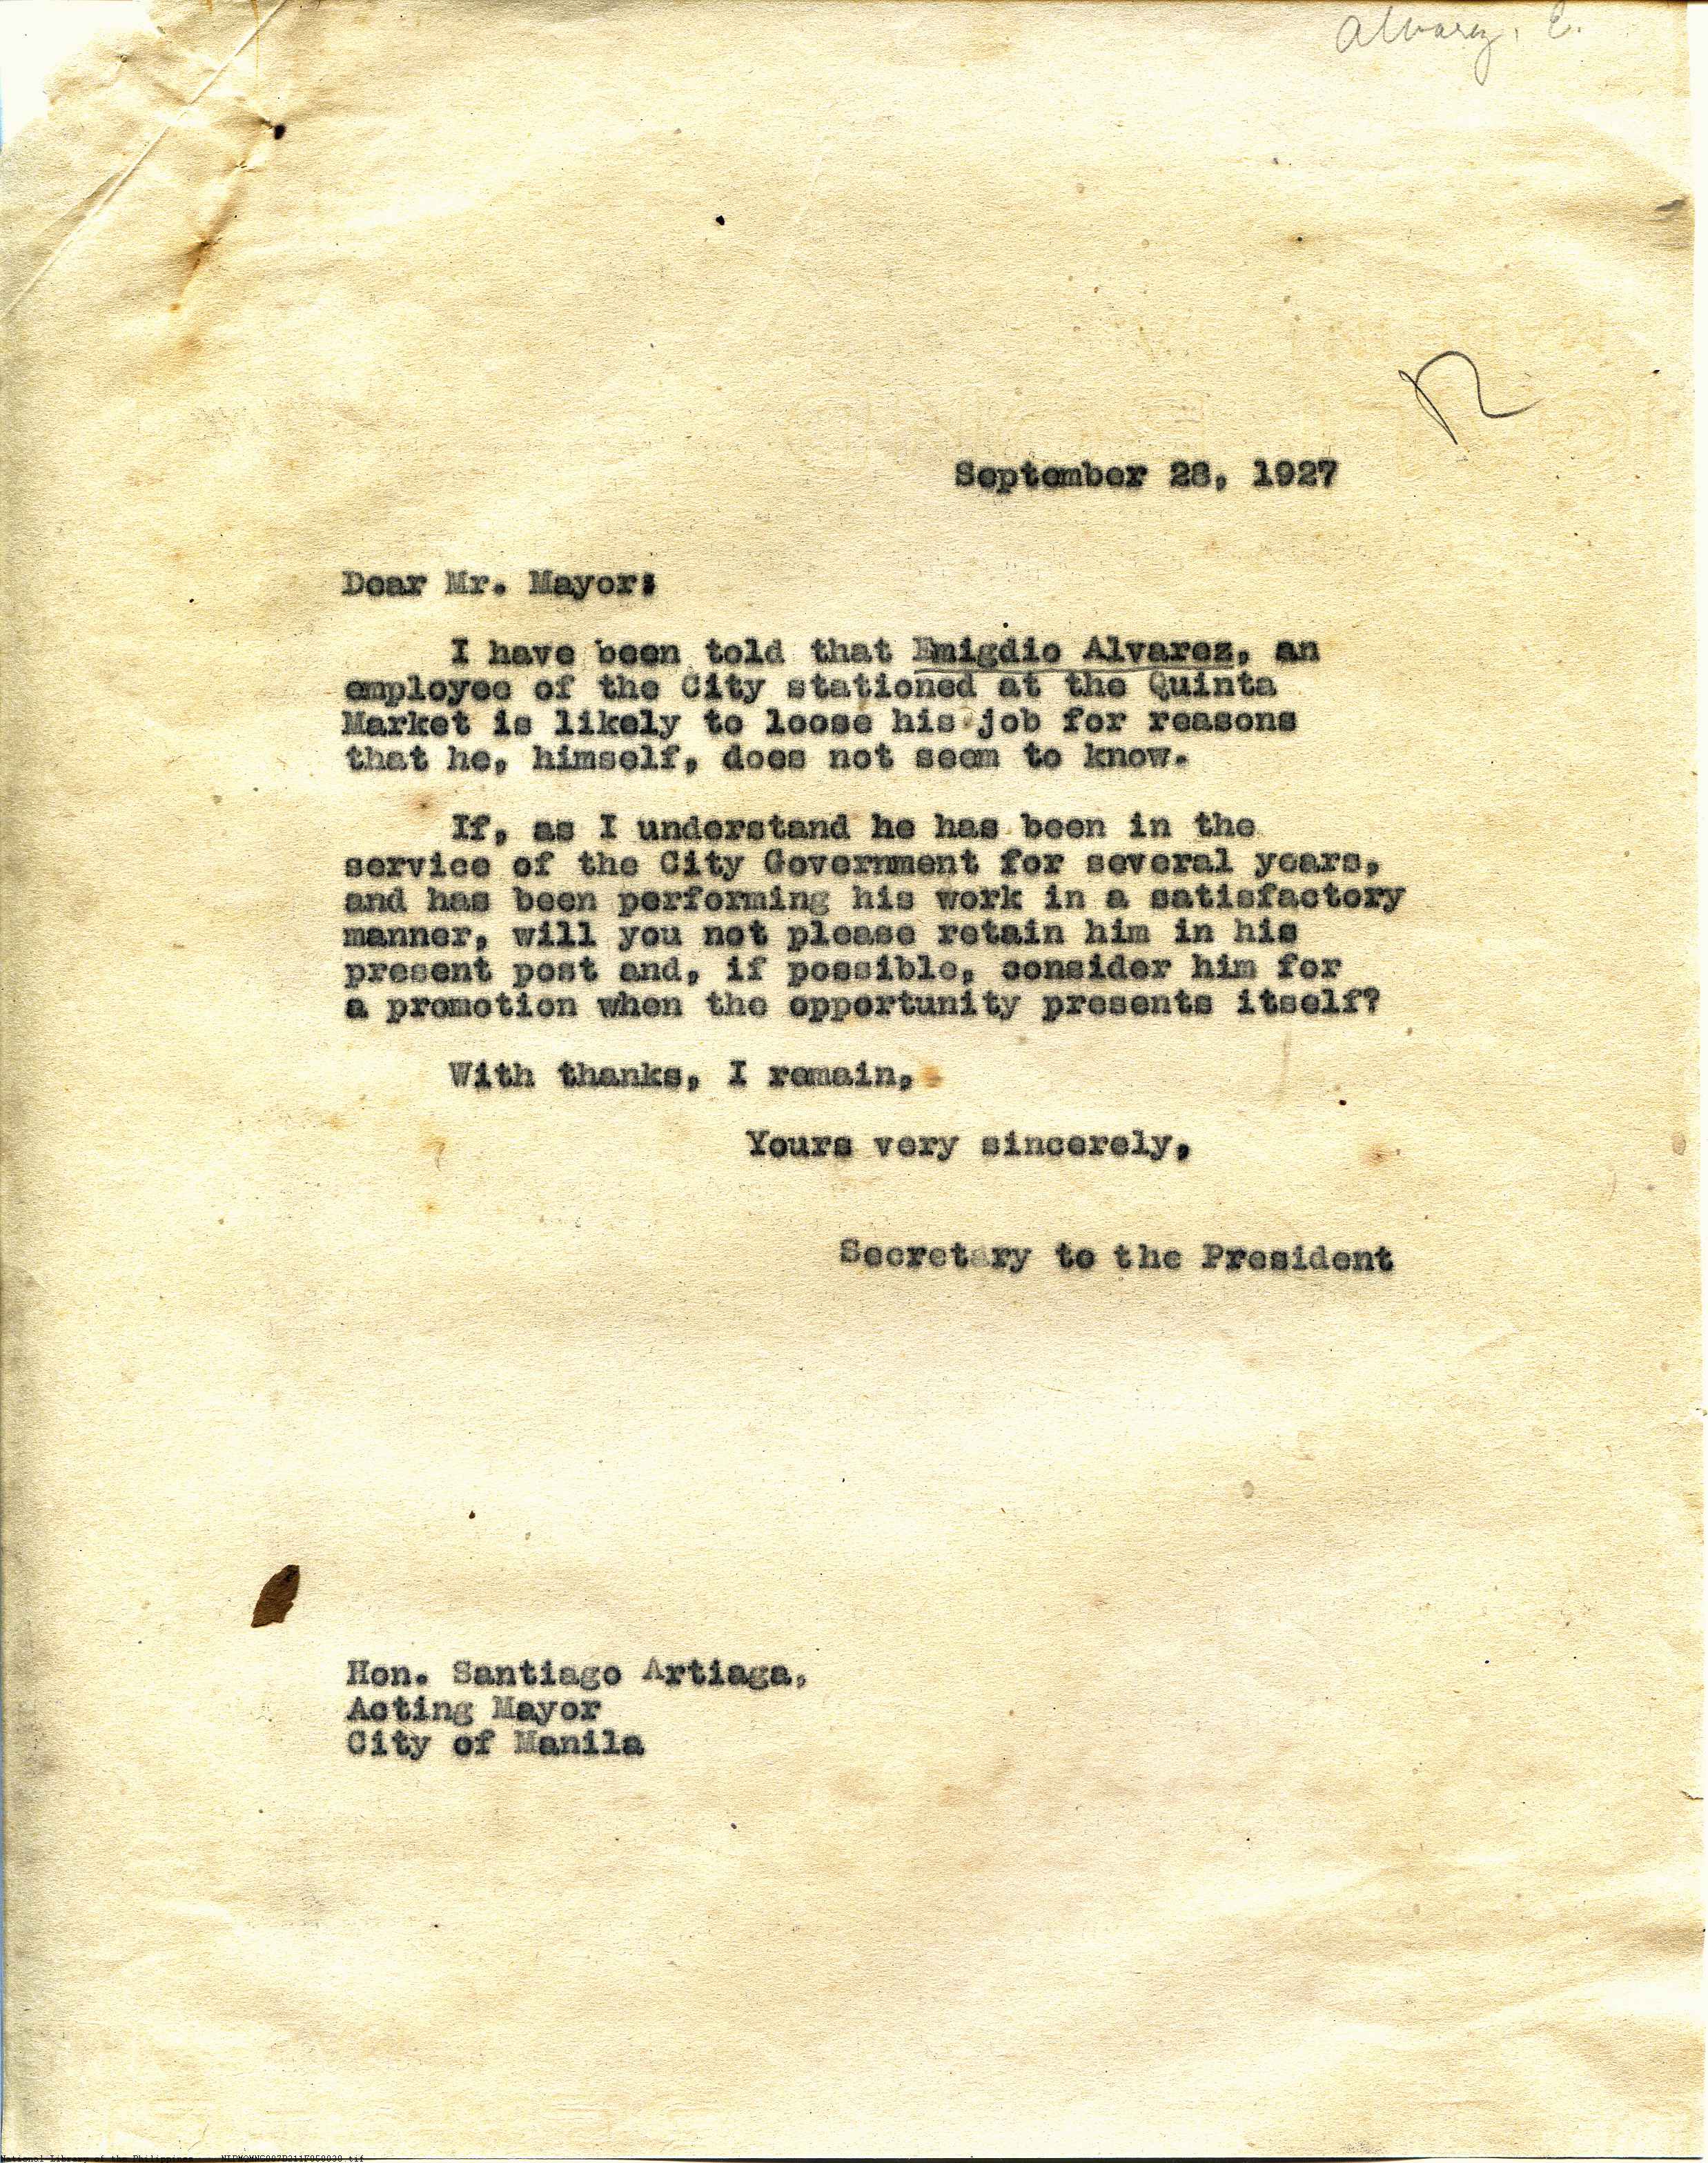 Alvarez, E.
September 28, 1927
Dear Mr. Mayor:
I have been told that Emigdio Alvarez, an
employee of the City stationed at the Quinta
Market is likely to loose his job for reasons
that he, himself, does not seem to know.
If, as I understand he has been in the
service of the City Government for several years,
and has been performing his work in a satisfactory
manner, will you not please retain him in his
present post and, if possible, consider him for
a promotion when the opportunity presents itself?
With thanks, I remain,
Yours very sincerely,
Secretary to the President
Hon. Santiago Artiaga,
Acting Mayor
City of Manila
National Library of the Philippines